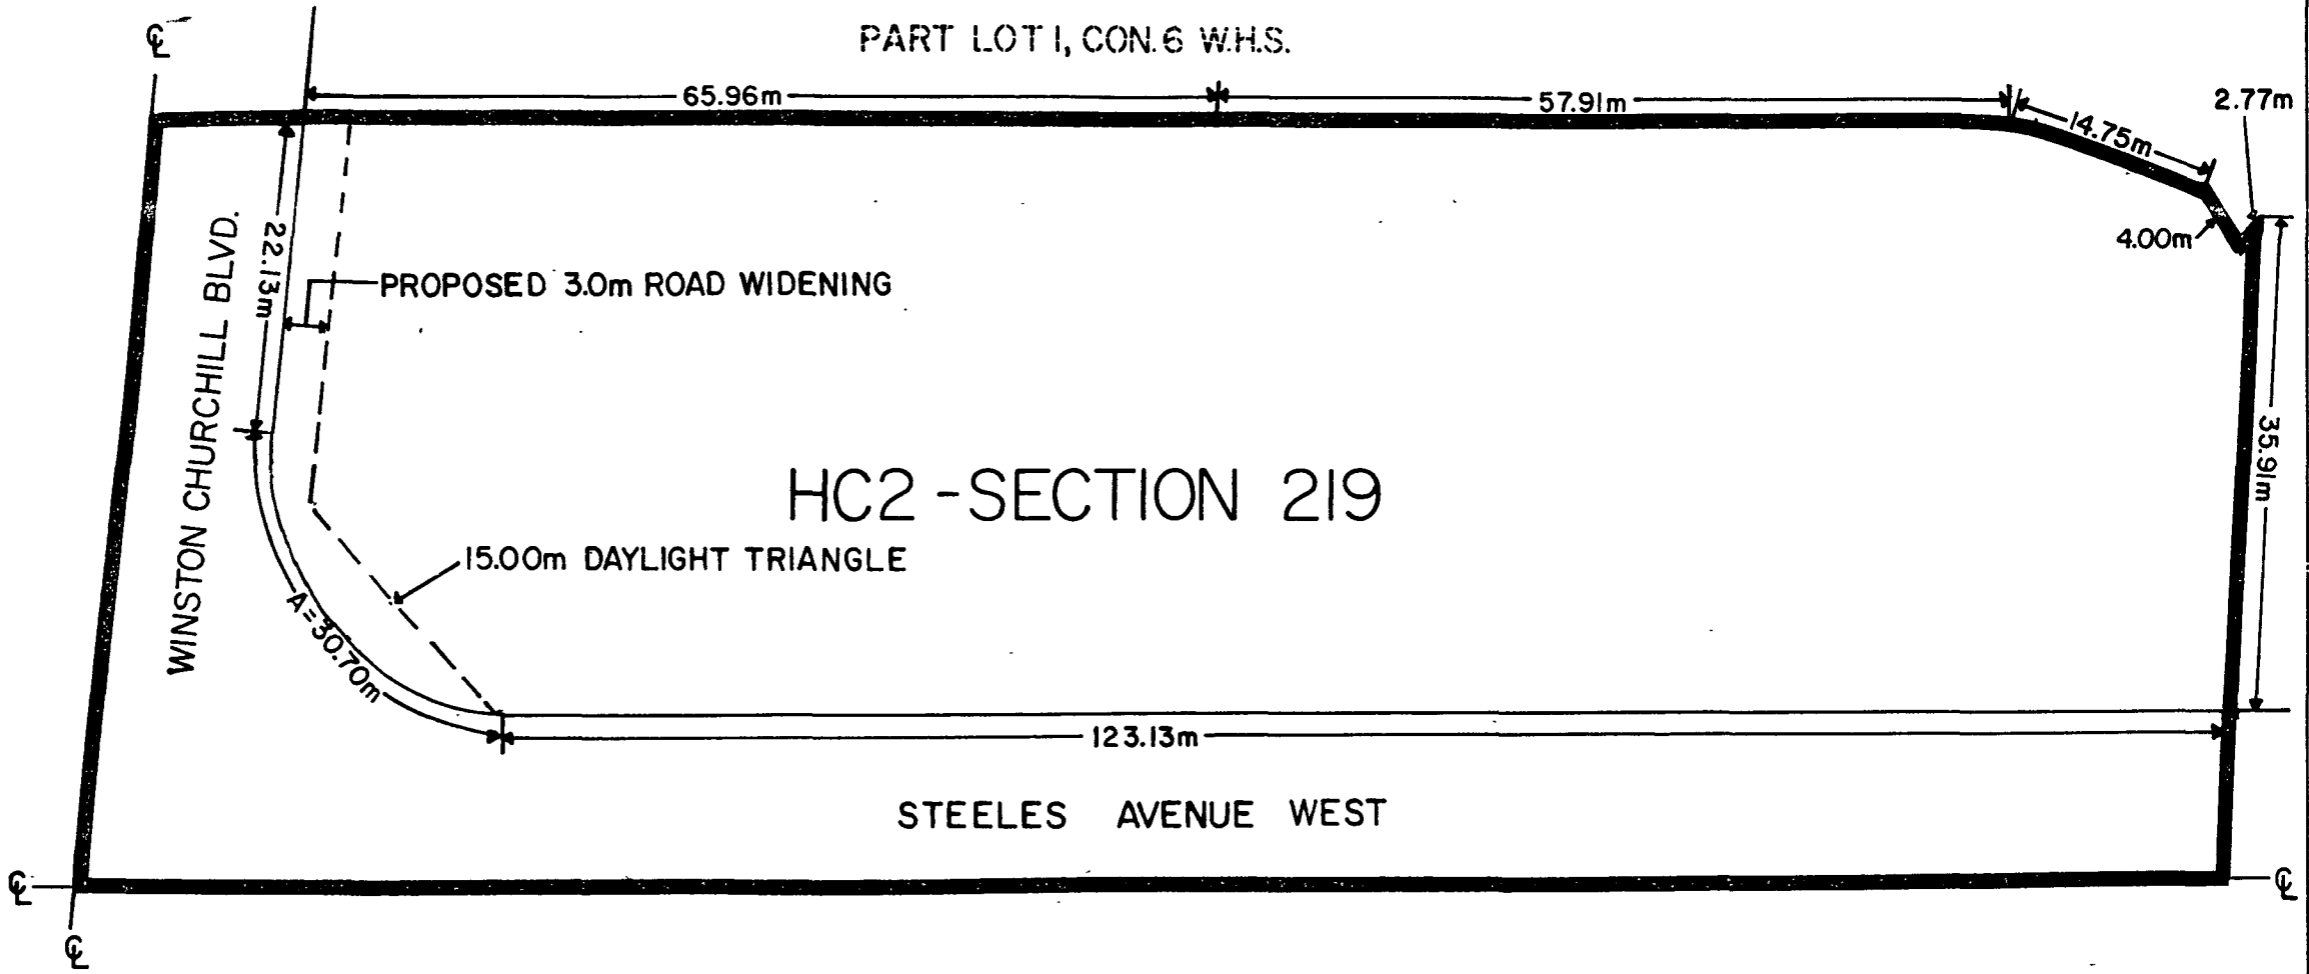 ℄
PART LOT 1, CON. 6 W.H.S.
65.96m
57.91m
2.77m
14.75m
4.00m
22.13m
WINSTON CHURCHILL BLVD.
PROPOSED 3.0m ROAD WIDENING
35.91m
HC2 - SECTION 219
15.00m DAYLIGHT TRIANGLE
A=30.70m
123.13m
STEELES AVENUE WEST
℄
℄
℄